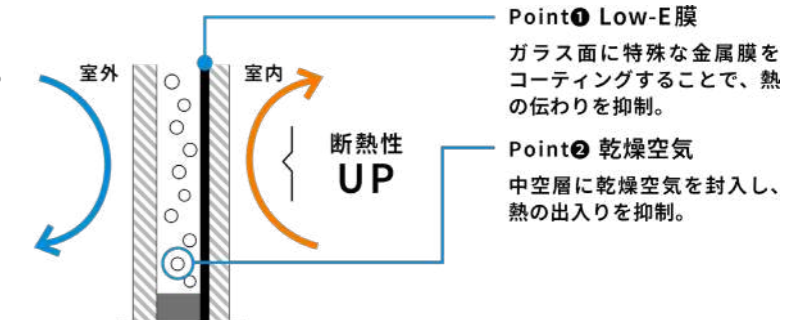 室外
室内
断熱性
UP
Point❶ Low-E膜
ガラス面に特殊な金属膜を
コーティングすることで、熱
の伝わりを抑制。
Point❷ 乾燥空気
中空層に乾燥空気を封入し、
熱の出入りを抑制。